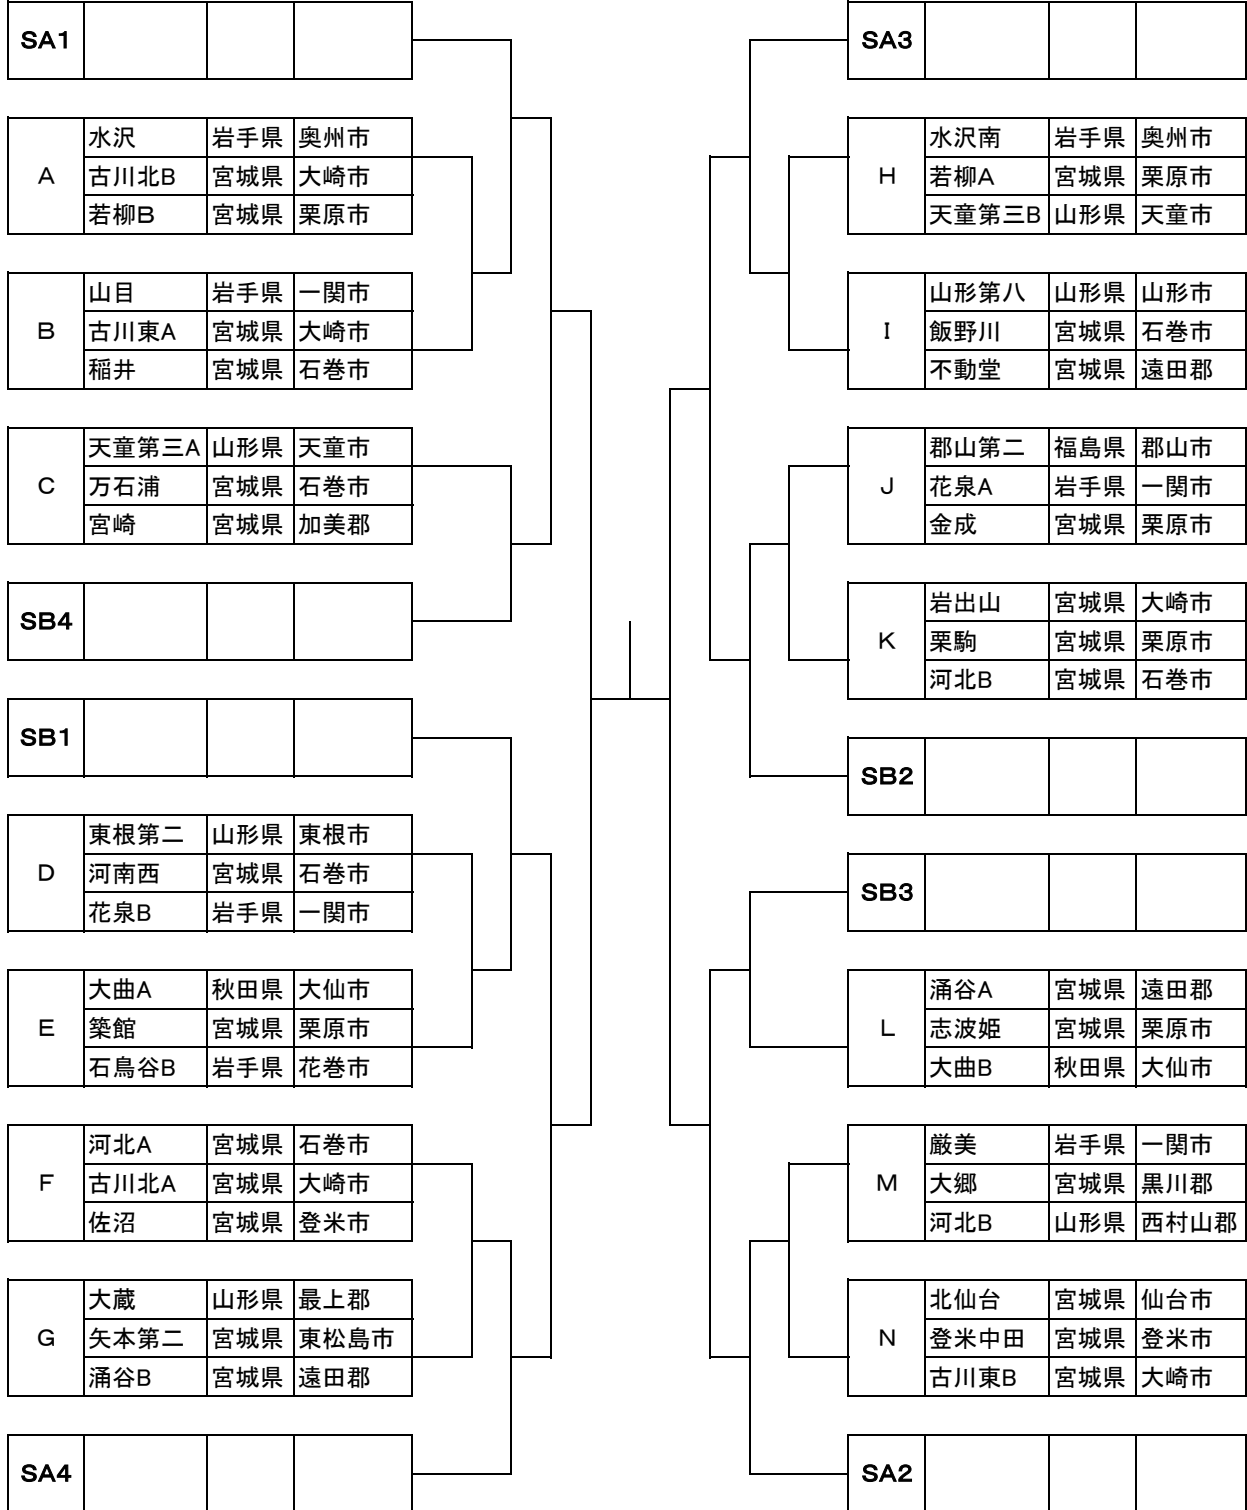 SA1
A
水沢 岩手県 奥州市
古川北B 宮城県 大崎市
若柳B 宮城県 栗原市
B
山目 岩手県 一関市
古川東A 宮城県 大崎市
稲井 宮城県 石巻市
C
天童第三A 山形県 天童市
万石浦 宮城県 石巻市
宮崎 宮城県 加美郡
SB4
SB1
D
東根第二 山形県 東根市
河南西 宮城県 石巻市
花泉B 岩手県 一関市
E
大曲A 秋田県 大仙市
築館 宮城県 栗原市
石鳥谷B 岩手県 花巻市
F
河北A 宮城県 石巻市
古川北A 宮城県 大崎市
佐沼 宮城県 登米市
G
大蔵 山形県 最上郡
矢本第二 宮城県 東松島市
涌谷B 宮城県 遠田郡
SA4
SA3
H
水沢南 岩手県 奥州市
若柳A 宮城県 栗原市
天童第三B 山形県 天童市
I
山形第八 山形県 山形市
飯野川 宮城県 石巻市
不動堂 宮城県 遠田郡
J
郡山第二 福島県 郡山市
花泉A 岩手県 一関市
金成 宮城県 栗原市
K
岩出山 宮城県 大崎市
栗駒 宮城県 栗原市
河北B 宮城県 石巻市
SB2
SB3
L
涌谷A 宮城県 遠田郡
志波姫 宮城県 栗原市
大曲B 秋田県 大仙市
M
厳美 岩手県 一関市
大郷 宮城県 黒川郡
河北B 山形県 西村山郡
N
北仙台 宮城県 仙台市
登米中田 宮城県 登米市
古川東B 宮城県 大崎市
SA2